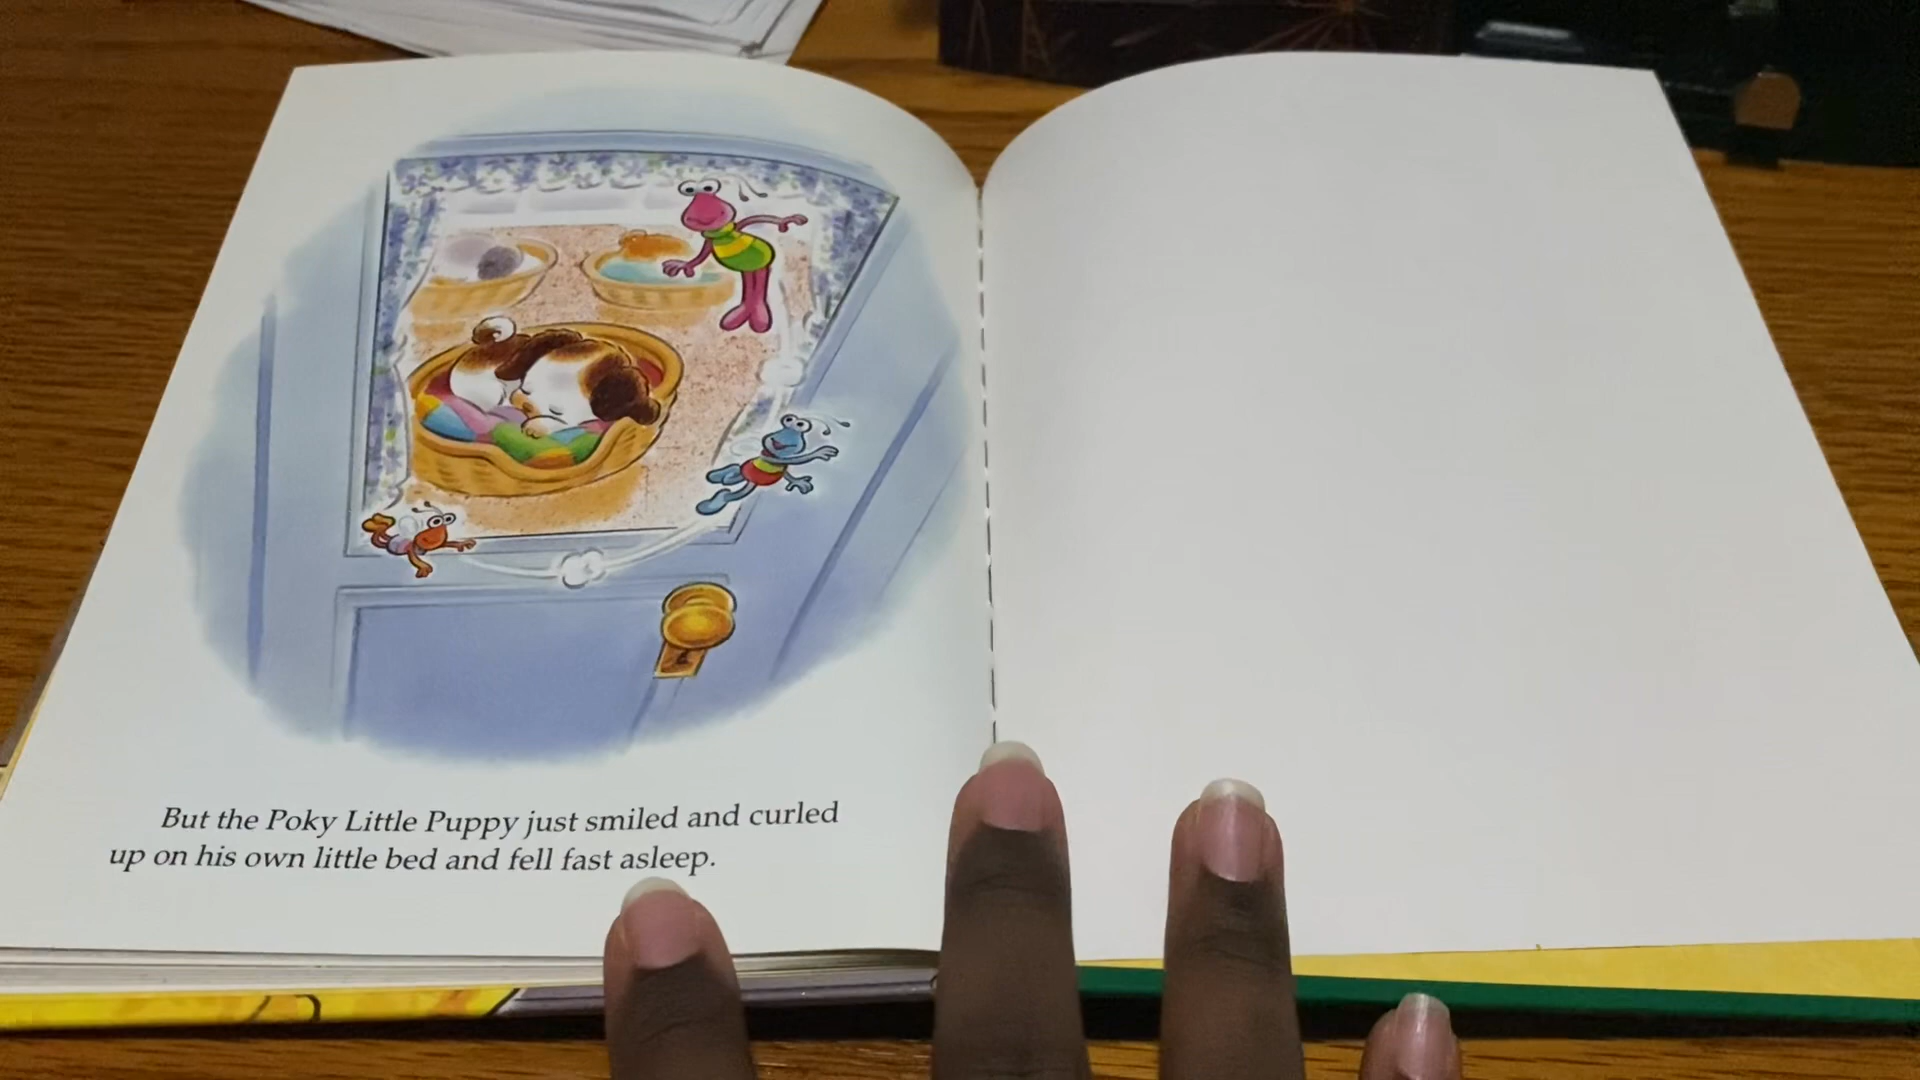 But the Poky Little Puppy just smiled and curled
up on his own little bed and fell fast asleep.